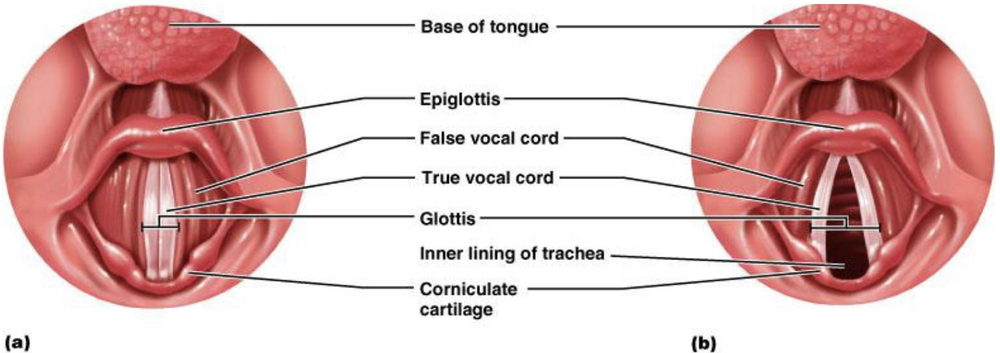 Base of tongue
Epiglottis
False vocal cord
True vocal cord
Glottis
Inner lining of trachea
Corniculate
cartilage
(a)
(b)